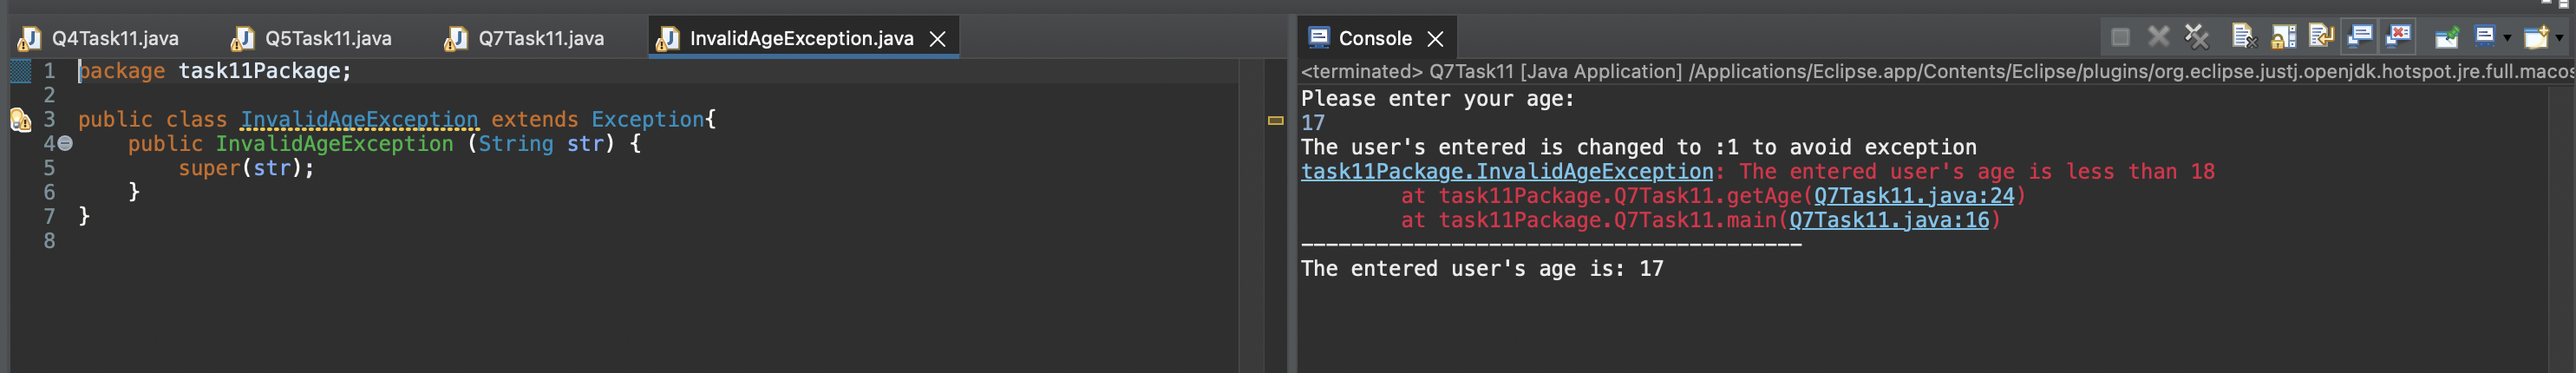 Q4Task11.java
Q5Task11.java
Q7Task11.java
InvalidAgeException.java
1 package task11Package;
2
3 public class InvalidAgeException extends Exception{
4 public InvalidAgeException (String str) {
5 super(str);
6 }
7 }
8
Console
<terminated> Q7Task11 [Java Application] /Applications/Eclipse.app/Contents/Eclipse/plugins/org.eclipse.justj.openjdk.hotspot.jre.full.macos
Please enter your age:
17
The user's entered is changed to :1 to avoid exception
task11Package.InvalidAgeException: The entered user's age is less than 18
at task11Package.Q7Task11.getAge(Q7Task11.java:24)
at task11Package.Q7Task11.main(Q7Task11.java:16)
----------------------------------------
The entered user's age is: 17